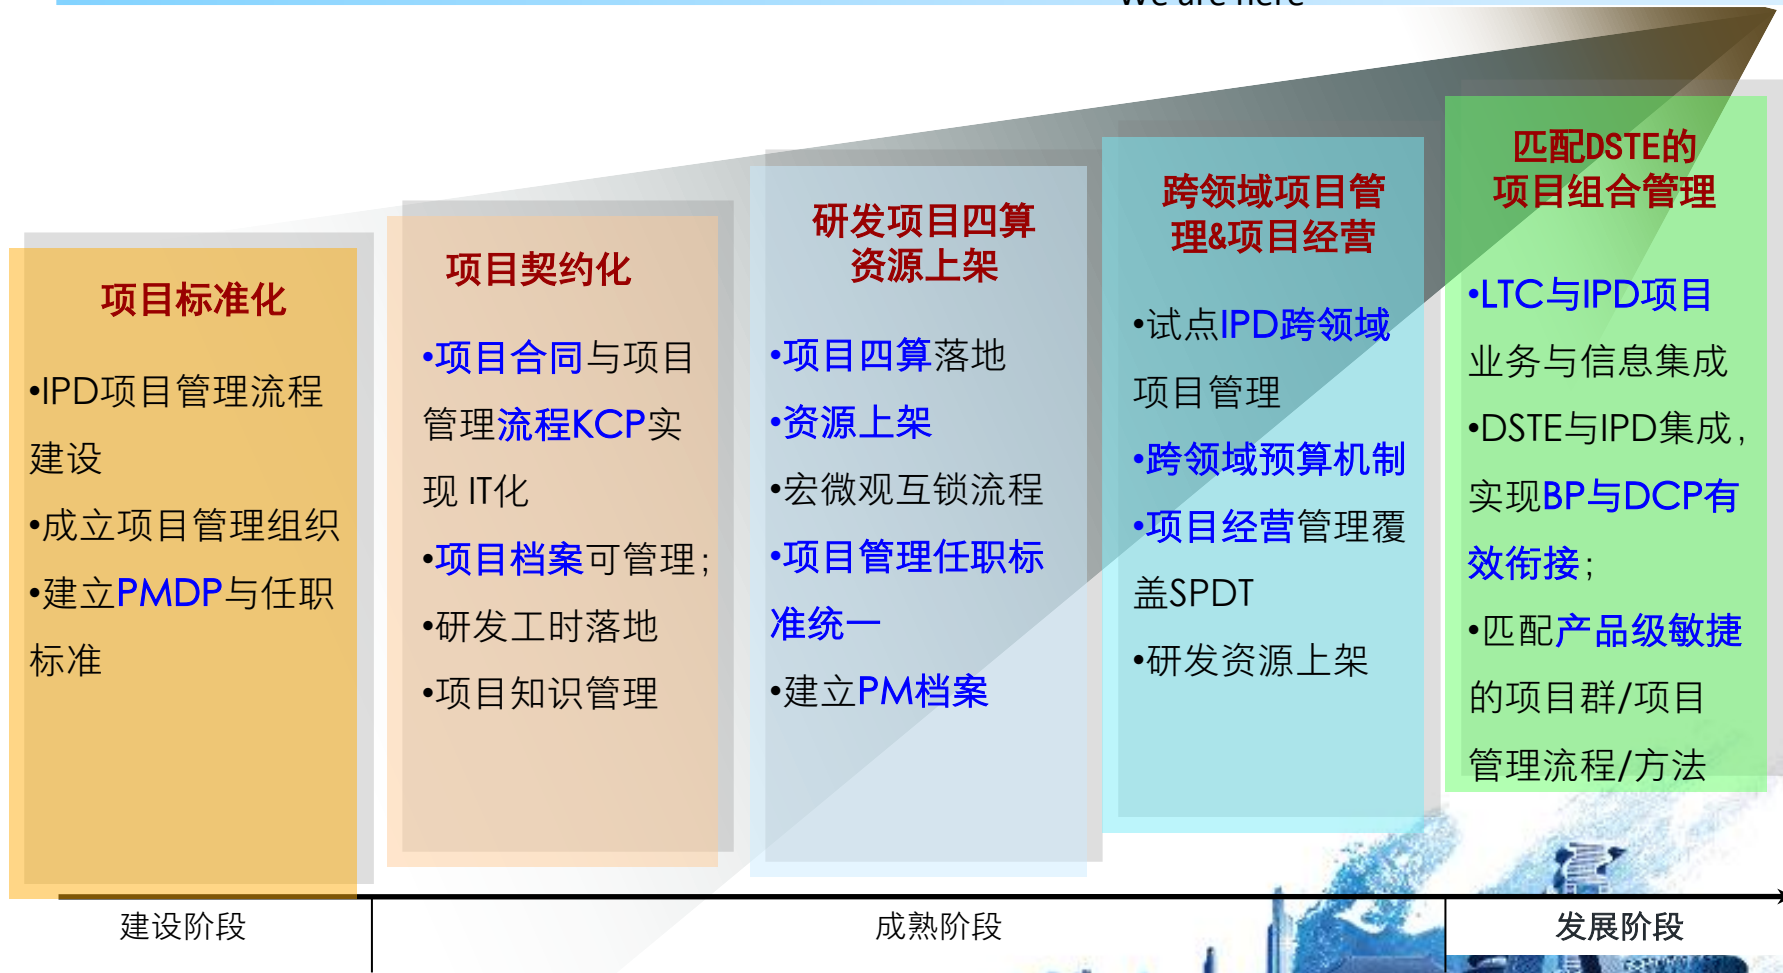 We are here
项目标准化
•IPD项目管理流程
建设
•成立项目管理组织
•建立PMDP与任职
标准
项目契约化
•项目合同与项目
管理流程KCP实
现 IT化
•项目档案可管理；
•研发工时落地
•项目知识管理
研发项目四算
资源上架
•项目四算落地
•资源上架
•宏微观互锁流程
•项目管理任职标
准统一
•建立PM档案
跨领域项目管
理&项目经营
•试点IPD跨领域
项目管理
•跨领域预算机制
•项目经营管理覆
盖SPDT
•研发资源上架
匹配DSTE的
项目组合管理
•LTC与IPD项目
业务与信息集成
•DSTE与IPD集成，
实现BP与DCP有
效衔接；
•匹配产品级敏捷
的项目群/项目
管理流程/方法
建设阶段
成熟阶段
发展阶段